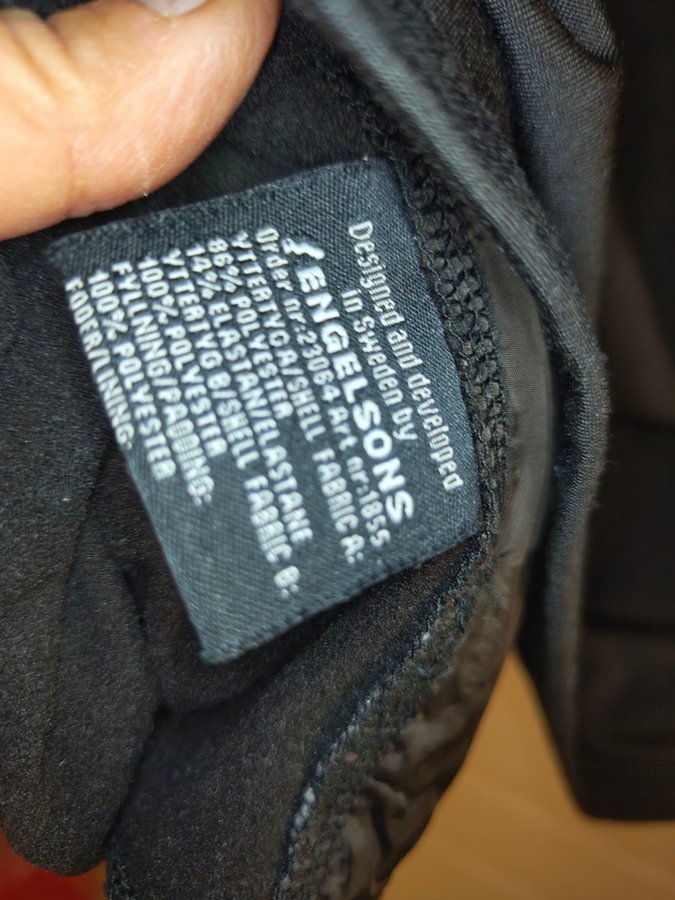 Designed and developed
in Sweden by
ENGELSONS
Order nr:23064 Art nr:1855
YTTERTYG A/SHELL FABRIC A:
86% POLYESTER
14% ELASTAN/ELASTANE
YTTERTYG B/SHELL FABRIC B:
100% POLYESTER
FYLLNING/PADDING:
100% POLYESTER
FODER/LINING: